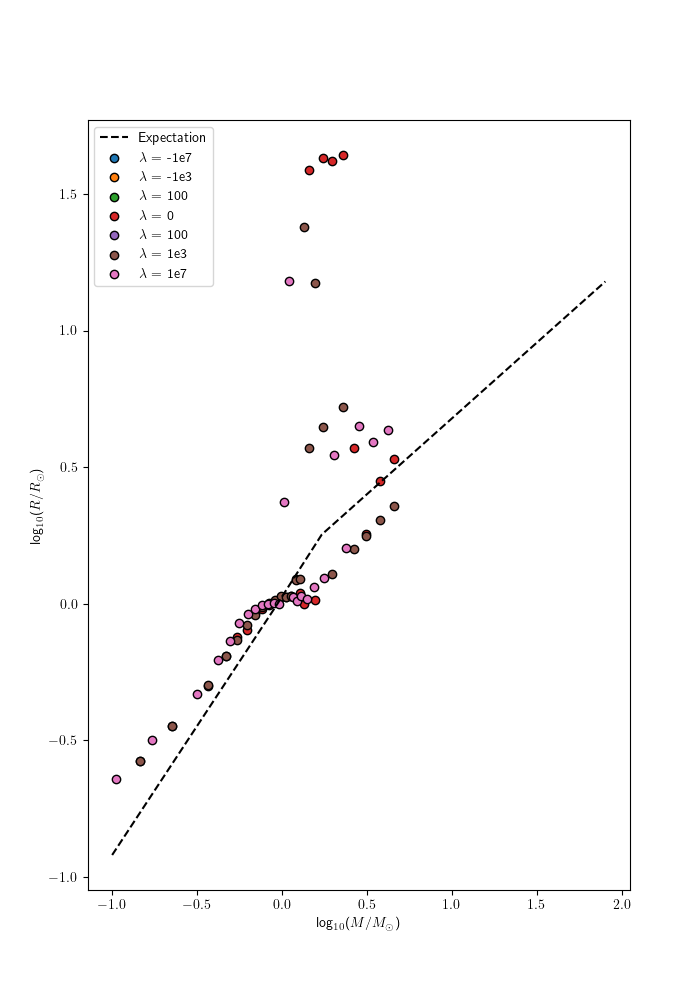 Expectation
λ = -1e7
λ = -1e3
λ = 100
λ = 0
λ = 100
λ = 1e3
λ = 1e7
1.5
1.0
0.5
0.0
−0.5
−1.0
log₁₀(R/R☉)
−1.0 −0.5 0.0 0.5 1.0 1.5 2.0
log₁₀(M/M☉)